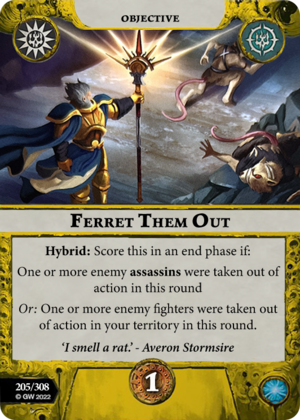 OBJECTIVE
Ferret Them Out
Hybrid: Score this in an end phase if:
One or more enemy assassins were taken out of
action in this round
Or: One or more enemy fighters were taken out
of action in your territory in this round.
‘I smell a rat.’ - Averon Stormsire
205/308
© GW 2022
1